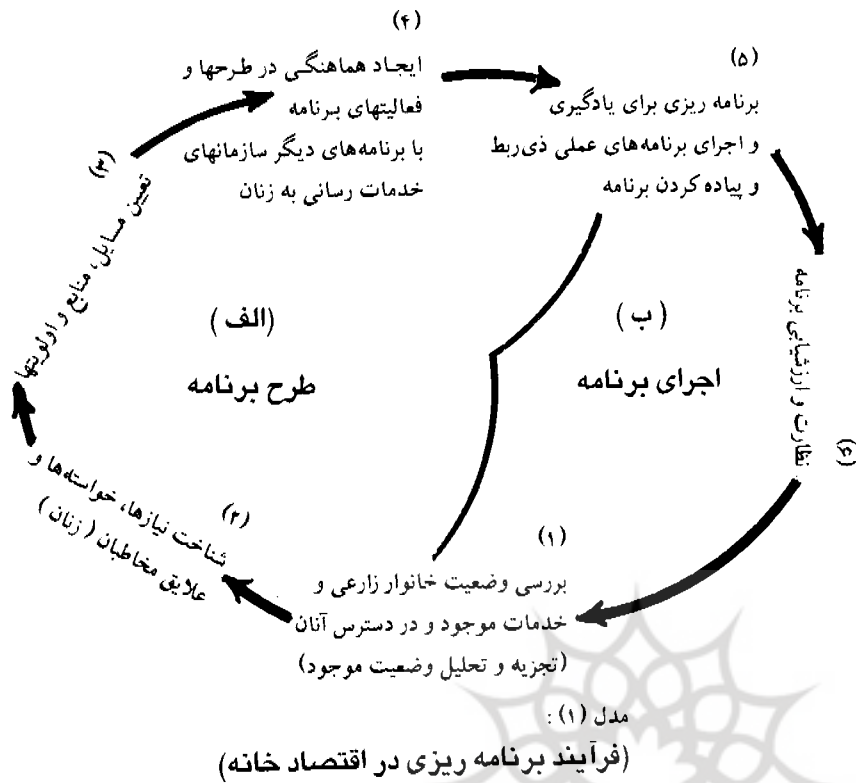 (۱)
بررسی وضعیت خانوار زارعی و
خدمات موجود و در دسترس آنان
(تجزیه و تحلیل وضعیت موجود)
(۲)
شناخت نیازها، خواسته‌ها و
علایق مخاطبان ( زنان )
(۳)
تعیین مسایل، منابع و اولویتها
(۴)
ایجاد هماهنگی در طرحها و
فعالیتهای برنامه
با برنامه‌های دیگر سازمانهای
خدمات رسانی به زنان
(۵)
برنامه ریزی برای یادگیری
و اجرای برنامه‌های عملی ذی‌ربط
و پیاده کردن برنامه
(۶)
نظارت و ارزشیابی برنامه
(الف)
طرح برنامه
( ب )
اجرای برنامه
مدل (۱) :
(فرآیند برنامه ریزی در اقتصاد خانه)